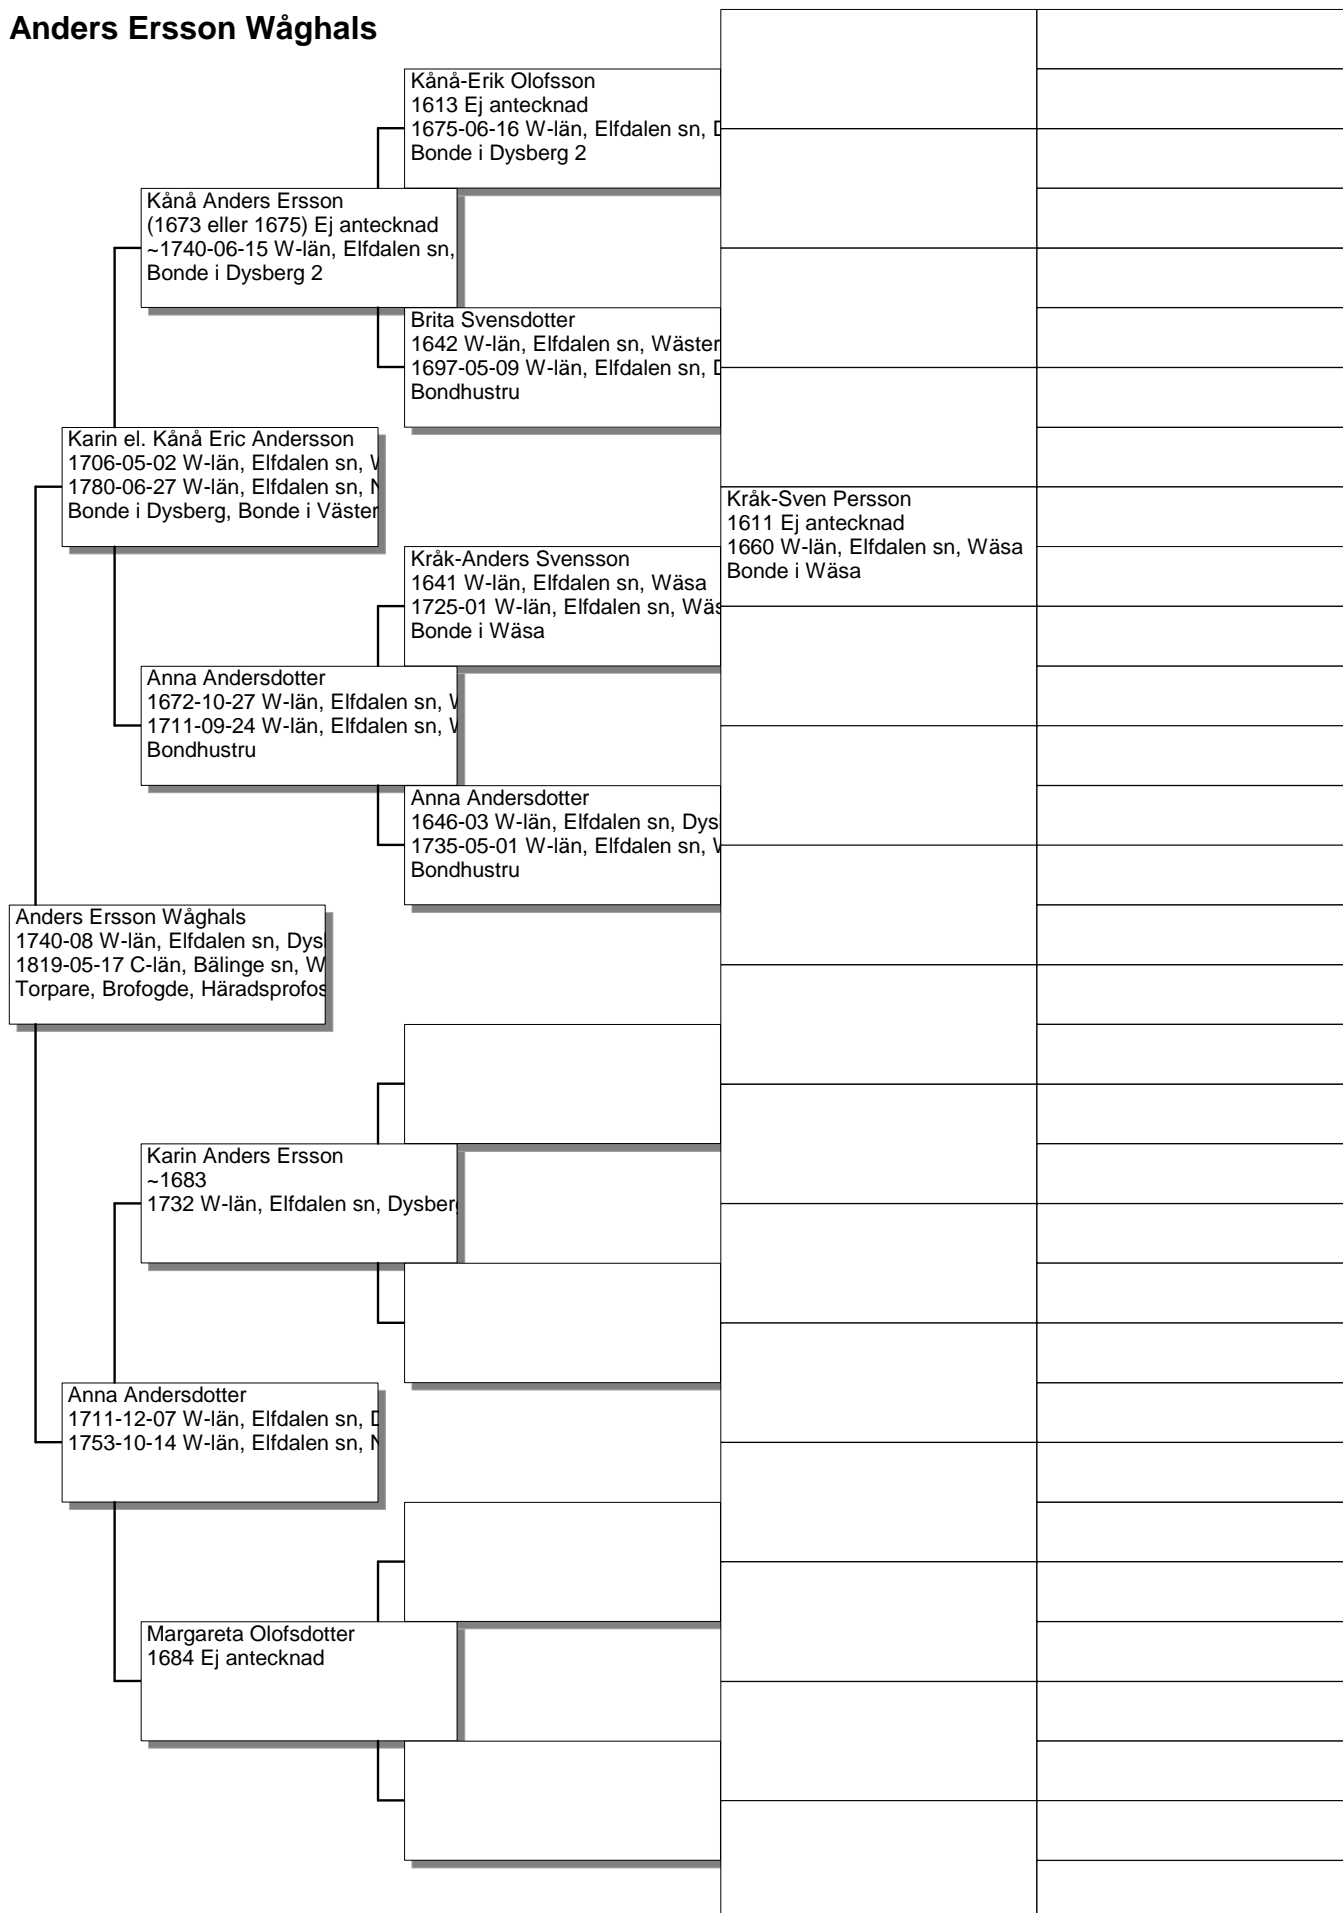 Anders Ersson Wåghals
Kånå-Erik Olofsson
1613 Ej antecknad
1675-06-16 W-län, Elfdalen sn,
Bonde i Dysberg 2
Kånå Anders Ersson
(1673 eller 1675) Ej antecknad
~1740-06-15 W-län, Elfdalen sn,
Bonde i Dysberg 2
Brita Svensdotter
1642 W-län, Elfdalen sn, Wäster
1697-05-09 W-län, Elfdalen sn,
Bondhustru
Karin el. Kånå Eric Andersson
1706-05-02 W-län, Elfdalen sn,
1780-06-27 W-län, Elfdalen sn,
Bonde i Dysberg, Bonde i Väster
Kråk-Sven Persson
1611 Ej antecknad
1660 W-län, Elfdalen sn, Wäsa
Bonde i Wäsa
Kråk-Anders Svensson
1641 W-län, Elfdalen sn, Wäsa
1725-01 W-län, Elfdalen sn, Wäs
Bonde i Wäsa
Anna Andersdotter
1672-10-27 W-län, Elfdalen sn,
1711-09-24 W-län, Elfdalen sn,
Bondhustru
Anna Andersdotter
1646-03 W-län, Elfdalen sn, Dys
1735-05-01 W-län, Elfdalen sn,
Bondhustru
Anders Ersson Wåghals
1740-08 W-län, Elfdalen sn, Dys
1819-05-17 C-län, Bälinge sn, W
Torpare, Brofogde, Häradsprofos
Karin Anders Ersson
~1683
1732 W-län, Elfdalen sn, Dysber
Anna Andersdotter
1711-12-07 W-län, Elfdalen sn,
1753-10-14 W-län, Elfdalen sn,
Margareta Olofsdotter
1684 Ej antecknad